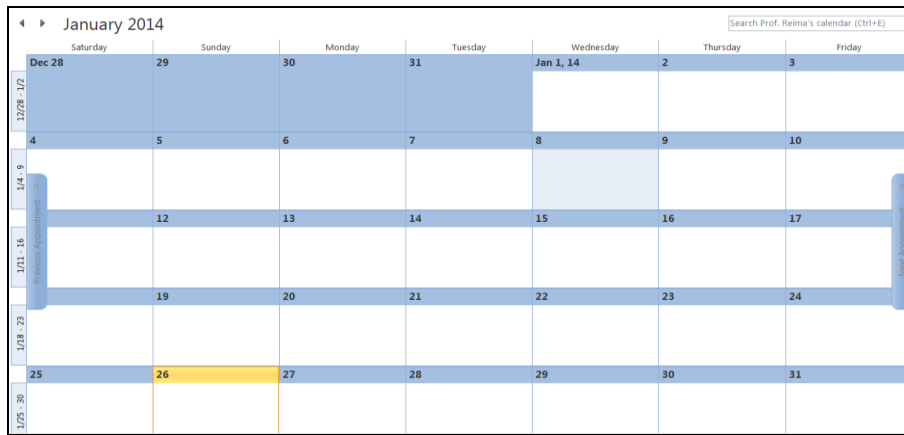 January 2014
Search Prof. Reima's calendar (Ctrl+E)
Saturday Sunday Monday Tuesday Wednesday Thursday Friday
12/28 - 1/2
Dec 28 29 30 31 Jan 1, 14 2 3
1/4 - 9
4 5 6 7 8 9 10
1/11 - 16
12 13 14 15 16 17
1/18 - 23
19 20 21 22 23 24
1/25 - 30
25 26 27 28 29 30 31
Previous Appointment
Next Appointment